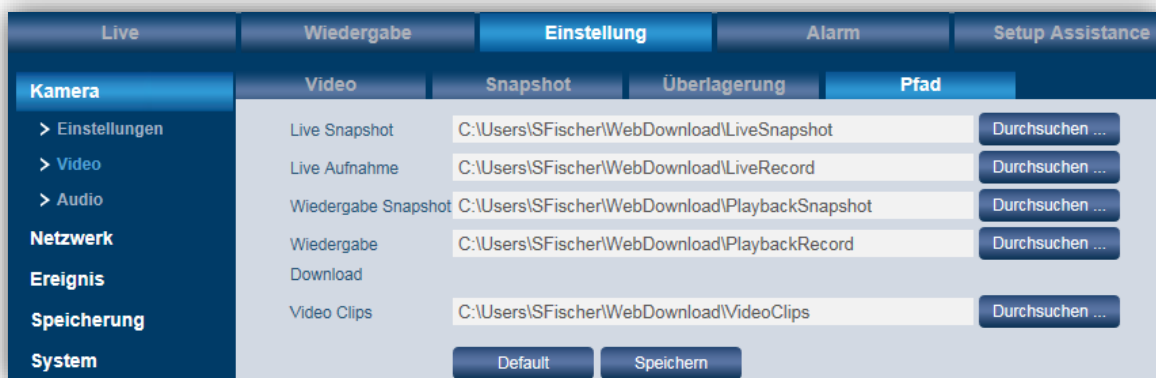 Live Wiedergabe Einstellung Alarm Setup Assistance
Kamera
> Einstellungen
> Video
> Audio
Netzwerk
Ereignis
Speicherung
System
Video Snapshot Überlagerung Pfad
Live Snapshot C:\Users\SFischer\WebDownload\LiveSnapshot Durchsuchen ...
Live Aufnahme C:\Users\SFischer\WebDownload\LiveRecord Durchsuchen ...
Wiedergabe Snapshot C:\Users\SFischer\WebDownload\PlaybackSnapshot Durchsuchen ...
Wiedergabe C:\Users\SFischer\WebDownload\PlaybackRecord Durchsuchen ...
Download
Video Clips C:\Users\SFischer\WebDownload\VideoClips Durchsuchen ...
Default Speichern